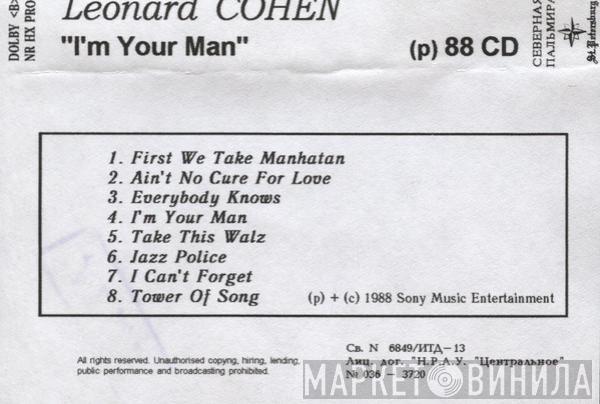 Leonard COHEN
"I'm Your Man" (p) 88 CD
DOLBY <B>
NR HX PRO
СЕВЕРНАЯ
ПАЛЬМИРА
St. Petersburg
1. First We Take Manhatan
2. Ain't No Cure For Love
3. Everybody Knows
4. I'm Your Man
5. Take This Walz
6. Jazz Police
7. I Can't Forget
8. Tower Of Song (p) + (c) 1988 Sony Music Entertainment
All rights reserved. Unauthorised copyng, hiring, lending,
public performance and broadcasting prohibited.
Св. N 6849/ИТД-13
Лиц. дог. "Н.Р.А.У. "Центральное"
№ 036 - 3720
МАРКЕТ ВИНИЛА